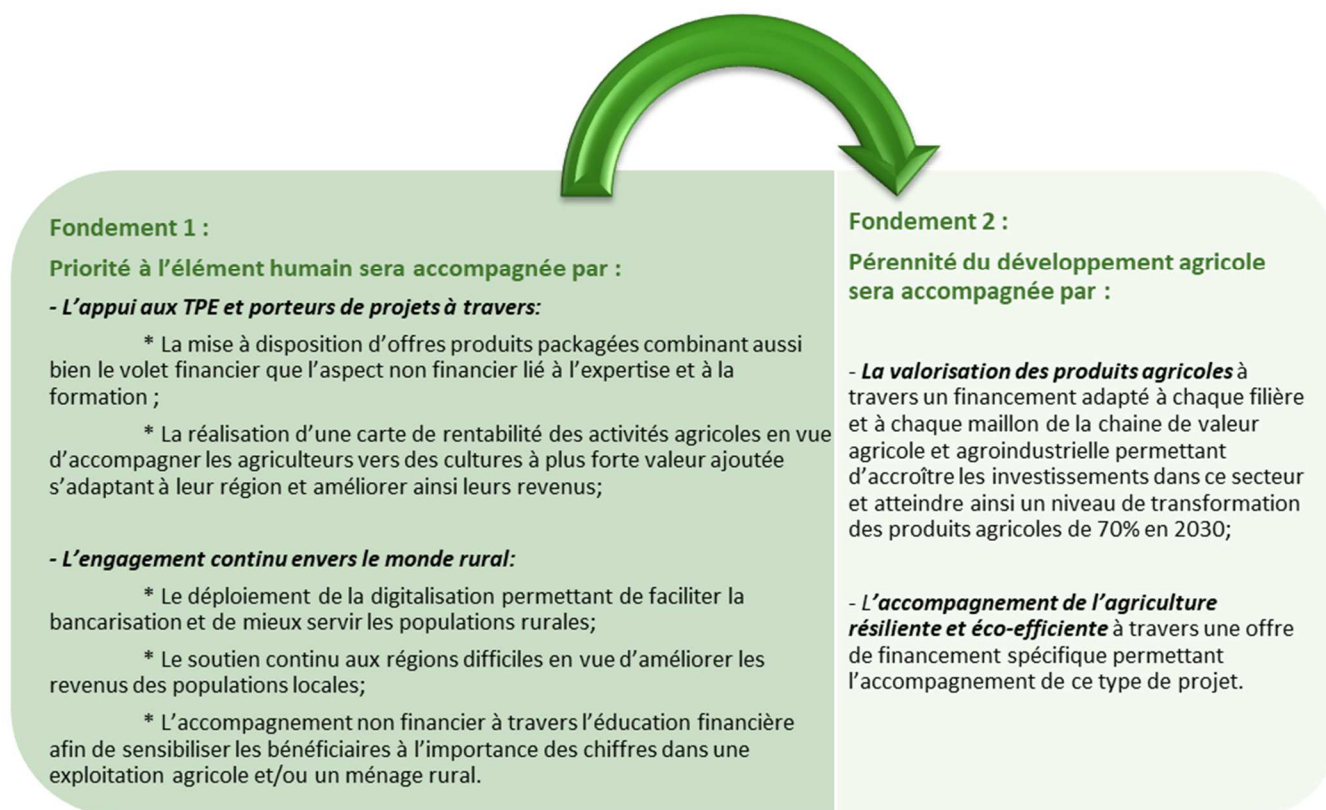 Fondement 1 :
Priorité à l’élément humain sera accompagnée par :
- L’appui aux TPE et porteurs de projets à travers:
* La mise à disposition d’offres produits packagées combinant aussi
bien le volet financier que l’aspect non financier lié à l’expertise et à la
formation ;
* La réalisation d’une carte de rentabilité des activités agricoles en vue
d’accompagner les agriculteurs vers des cultures à plus forte valeur ajoutée
s’adaptant à leur région et améliorer ainsi leurs revenus;
- L’engagement continu envers le monde rural:
* Le déploiement de la digitalisation permettant de faciliter la
bancarisation et de mieux servir les populations rurales;
* Le soutien continu aux régions difficiles en vue d’améliorer les
revenus des populations locales;
* L’accompagnement non financier à travers l’éducation financière
afin de sensibiliser les bénéficiaires à l’importance des chiffres dans une
exploitation agricole et/ou un ménage rural.
Fondement 2 :
Pérennité du développement agricole
sera accompagnée par :
- La valorisation des produits agricoles à
travers un financement adapté à chaque filière
et à chaque maillon de la chaine de valeur
agricole et agroindustrielle permettant
d’accroître les investissements dans ce secteur
et atteindre ainsi un niveau de transformation
des produits agricoles de 70% en 2030;
- L’accompagnement de l’agriculture
résiliente et éco-efficiente à travers une offre
de financement spécifique permettant
l’accompagnement de ce type de projet.